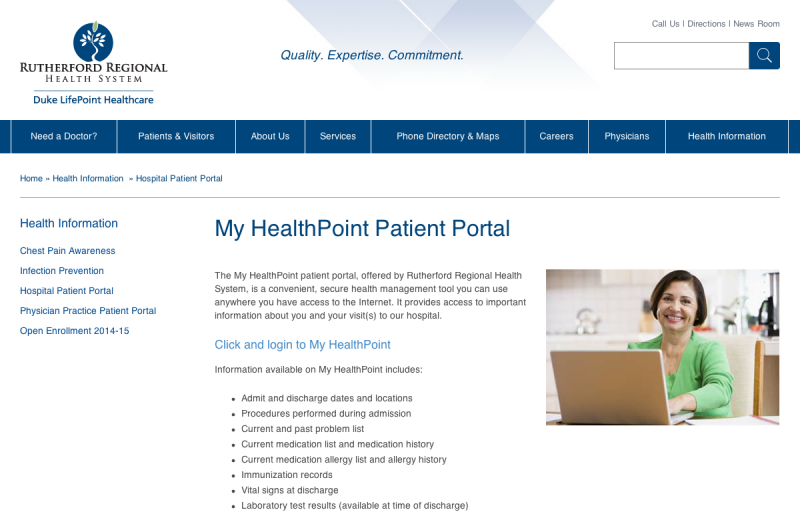 Call Us | Directions | News Room
Quality. Expertise. Commitment.
RUTHERFORD REGIONAL
HEALTH SYSTEM
Duke LifePoint Healthcare
Need a Doctor?
Patients & Visitors
About Us
Services
Phone Directory & Maps
Careers
Physicians
Health Information
Home » Health Information » Hospital Patient Portal
Health Information
Chest Pain Awareness
Infection Prevention
Hospital Patient Portal
Physician Practice Patient Portal
Open Enrollment 2014-15
My HealthPoint Patient Portal
The My HealthPoint patient portal, offered by Rutherford Regional Health
System, is a convenient, secure health management tool you can use
anywhere you have access to the Internet. It provides access to important
information about you and your visit(s) to our hospital.
Click and login to My HealthPoint
Information available on My HealthPoint includes:
• Admit and discharge dates and locations
• Procedures performed during admission
• Current and past problem list
• Current medication list and medication history
• Current medication allergy list and allergy history
• Immunization records
• Vital signs at discharge
• Laboratory test results (available at time of discharge)